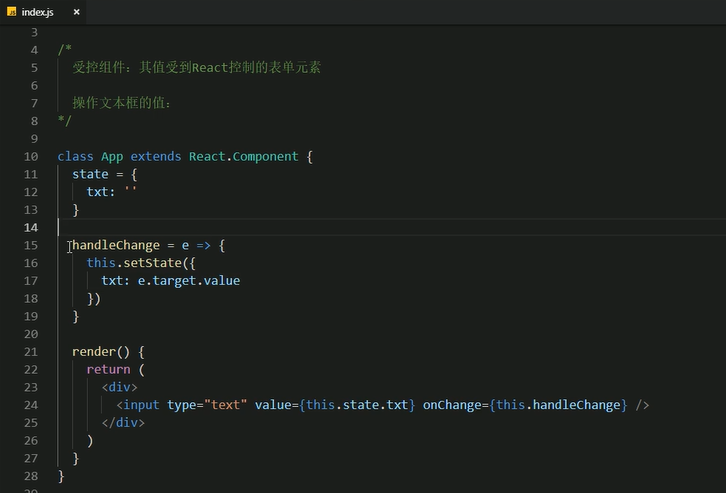 JS index.js ×
3
4 /*
5   受控组件：其值受到React控制的表单元素
6
7   操作文本框的值：
8 */
9
10 class App extends React.Component {
11   state = {
12     txt: ''
13   }
14
15   handleChange = e => {
16     this.setState({
17       txt: e.target.value
18     })
19   }
20
21   render() {
22     return (
23       <div>
24         <input type="text" value={this.state.txt} onChange={this.handleChange} />
25       </div>
26     )
27   }
28 }
29